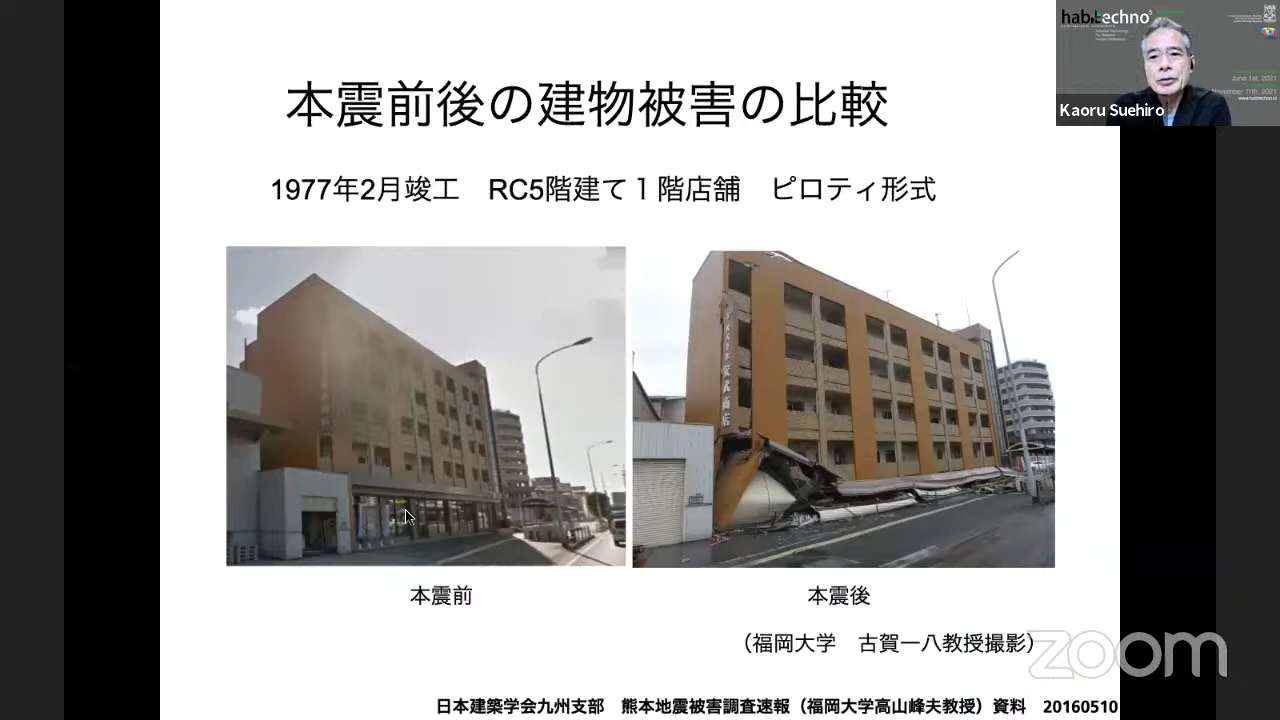 本震前後の建物被害の比較
1977年2月竣工　RC5階建て１階店舗　ピロティ形式
本震前
本震後
（福岡大学　古賀一八教授撮影）
日本建築学会九州支部　熊本地震被害調査速報（福岡大学高山峰夫教授）資料　20160510
habitechno⁵
June 1st, 2021
November 11th, 2021
Kaoru Suehiro
zoom